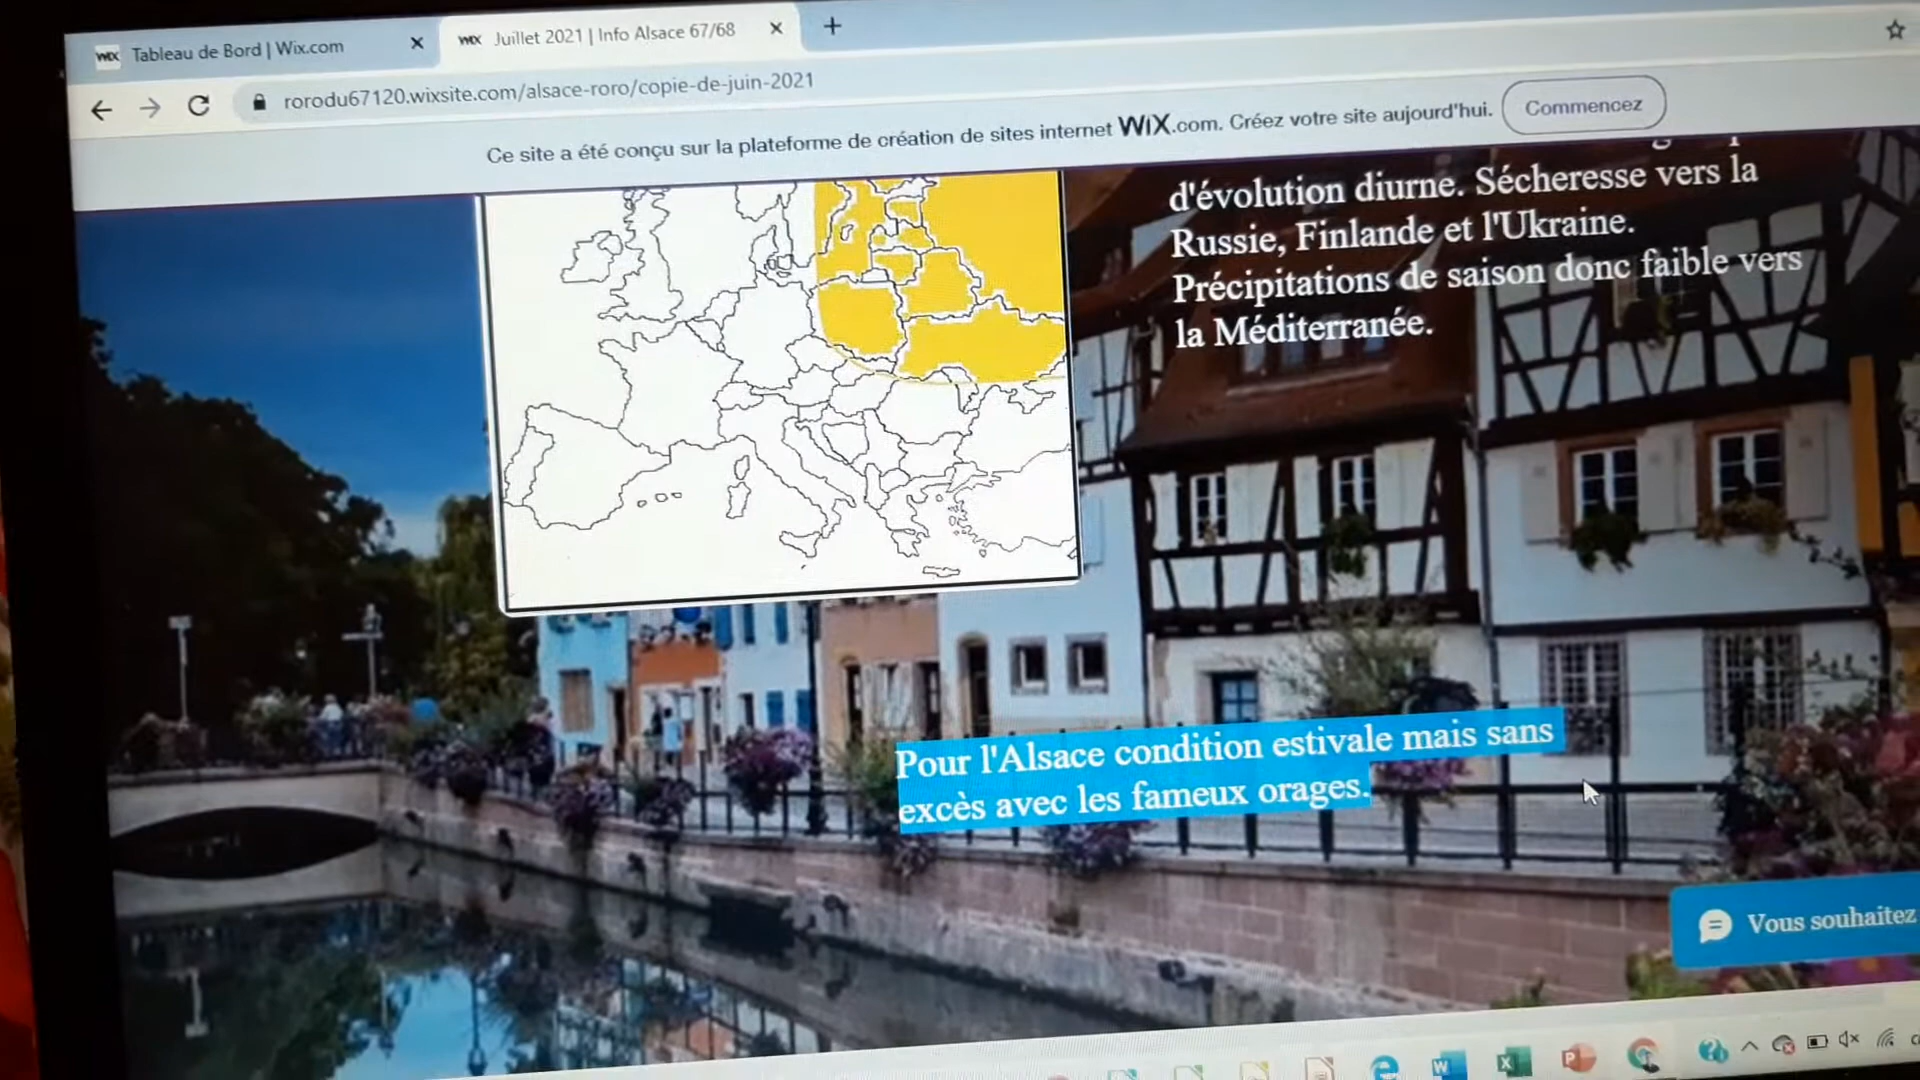 Tableau de Bord | Wix.com
WIX Juillet 2021 | Info Alsace 67/68
rorodu67120.wixsite.com/alsace-roro/copie-de-juin-2021
Ce site a été conçu sur la plateforme de création de sites internet WIX.com. Créez votre site aujourd'hui. Commencez
d'évolution diurne. Sécheresse vers la
Russie, Finlande et l'Ukraine.
Précipitations de saison donc faible vers
la Méditerranée.
Pour l'Alsace condition estivale mais sans
excès avec les fameux orages.
Vous souhaitez